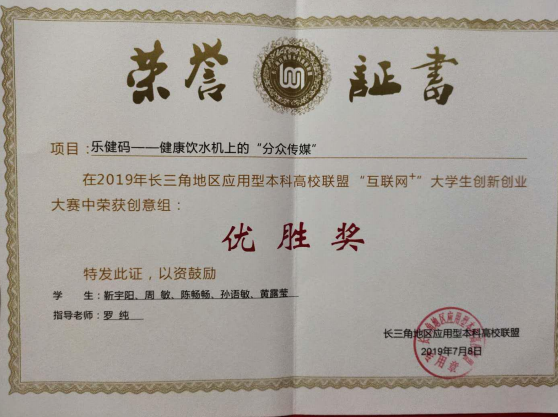 荣誉 證書
项目：乐健码——健康饮水机上的“分众传媒”
在2019年长三角地区应用型本科高校联盟“互联网+”大学生创新创业
大赛中荣获创意组：
优胜奖
特发此证，以资鼓励
学 生：靳宇阳、周 敏、陈畅畅、孙语敏、黄露莹
指导老师：罗 纯
长三角地区应用型本科高校联盟
2019年7月8日